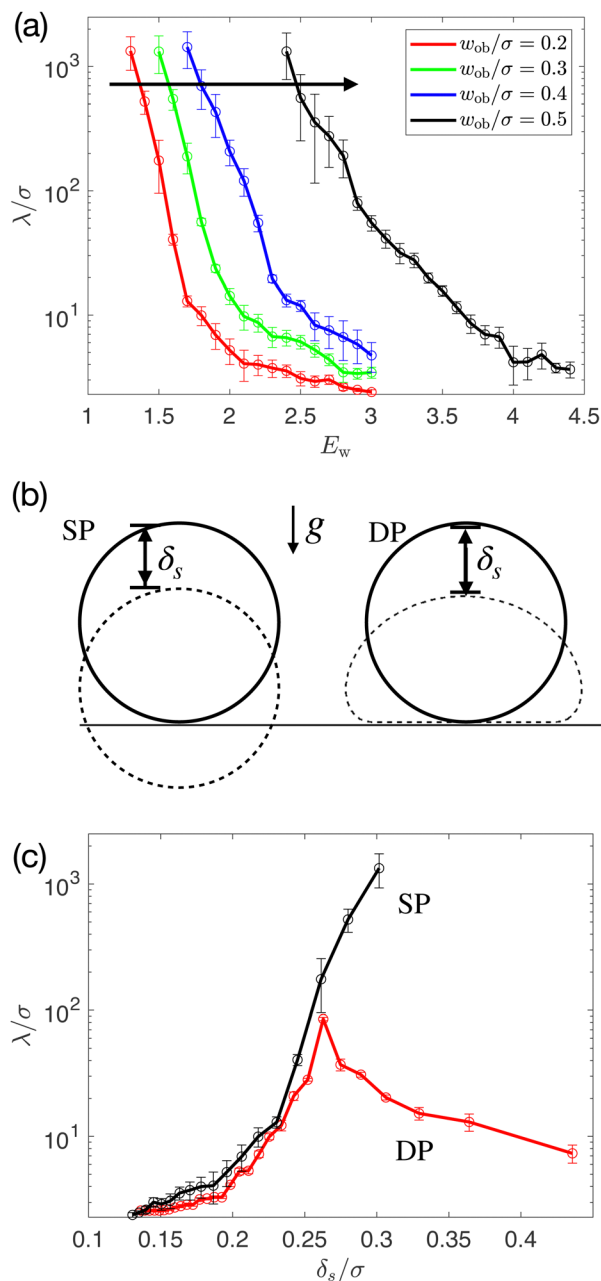 (a)
10³
10²
10¹
λ/σ
w_ob/σ = 0.2
w_ob/σ = 0.3
w_ob/σ = 0.4
w_ob/σ = 0.5
1 1.5 2 2.5 3 3.5 4 4.5
E_w
(b)
SP g DP
δ_s δ_s
(c)
10³
10²
10¹
λ/σ
SP
DP
0.1 0.15 0.2 0.25 0.3 0.35 0.4
δ_s/σ